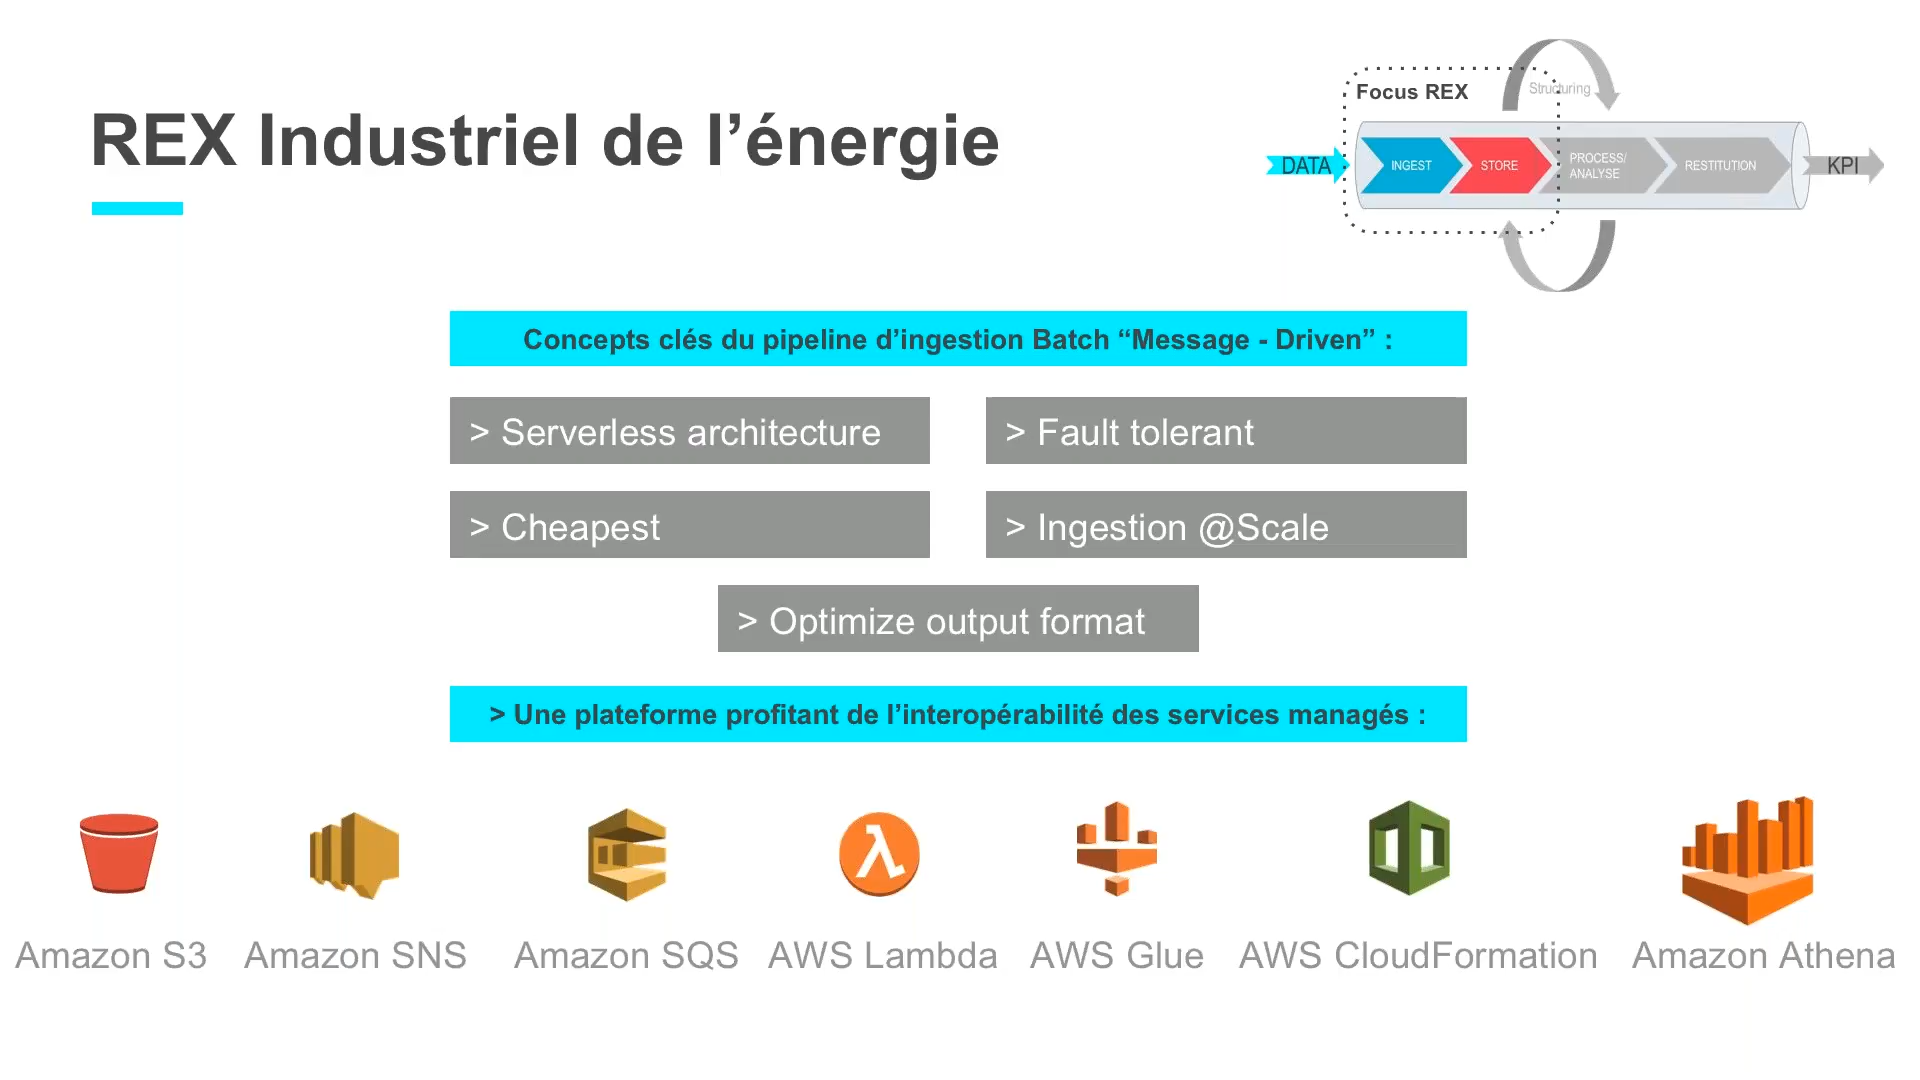 REX Industriel de l’énergie
Focus REX
Structuring
DATA
INGEST
STORE
PROCESS/
ANALYSE
RESTITUTION
KPI
Concepts clés du pipeline d’ingestion Batch “Message - Driven” :
> Serverless architecture
> Fault tolerant
> Cheapest
> Ingestion @Scale
> Optimize output format
> Une plateforme profitant de l’interopérabilité des services managés :
Amazon S3
Amazon SNS
Amazon SQS
AWS Lambda
AWS Glue
AWS CloudFormation
Amazon Athena